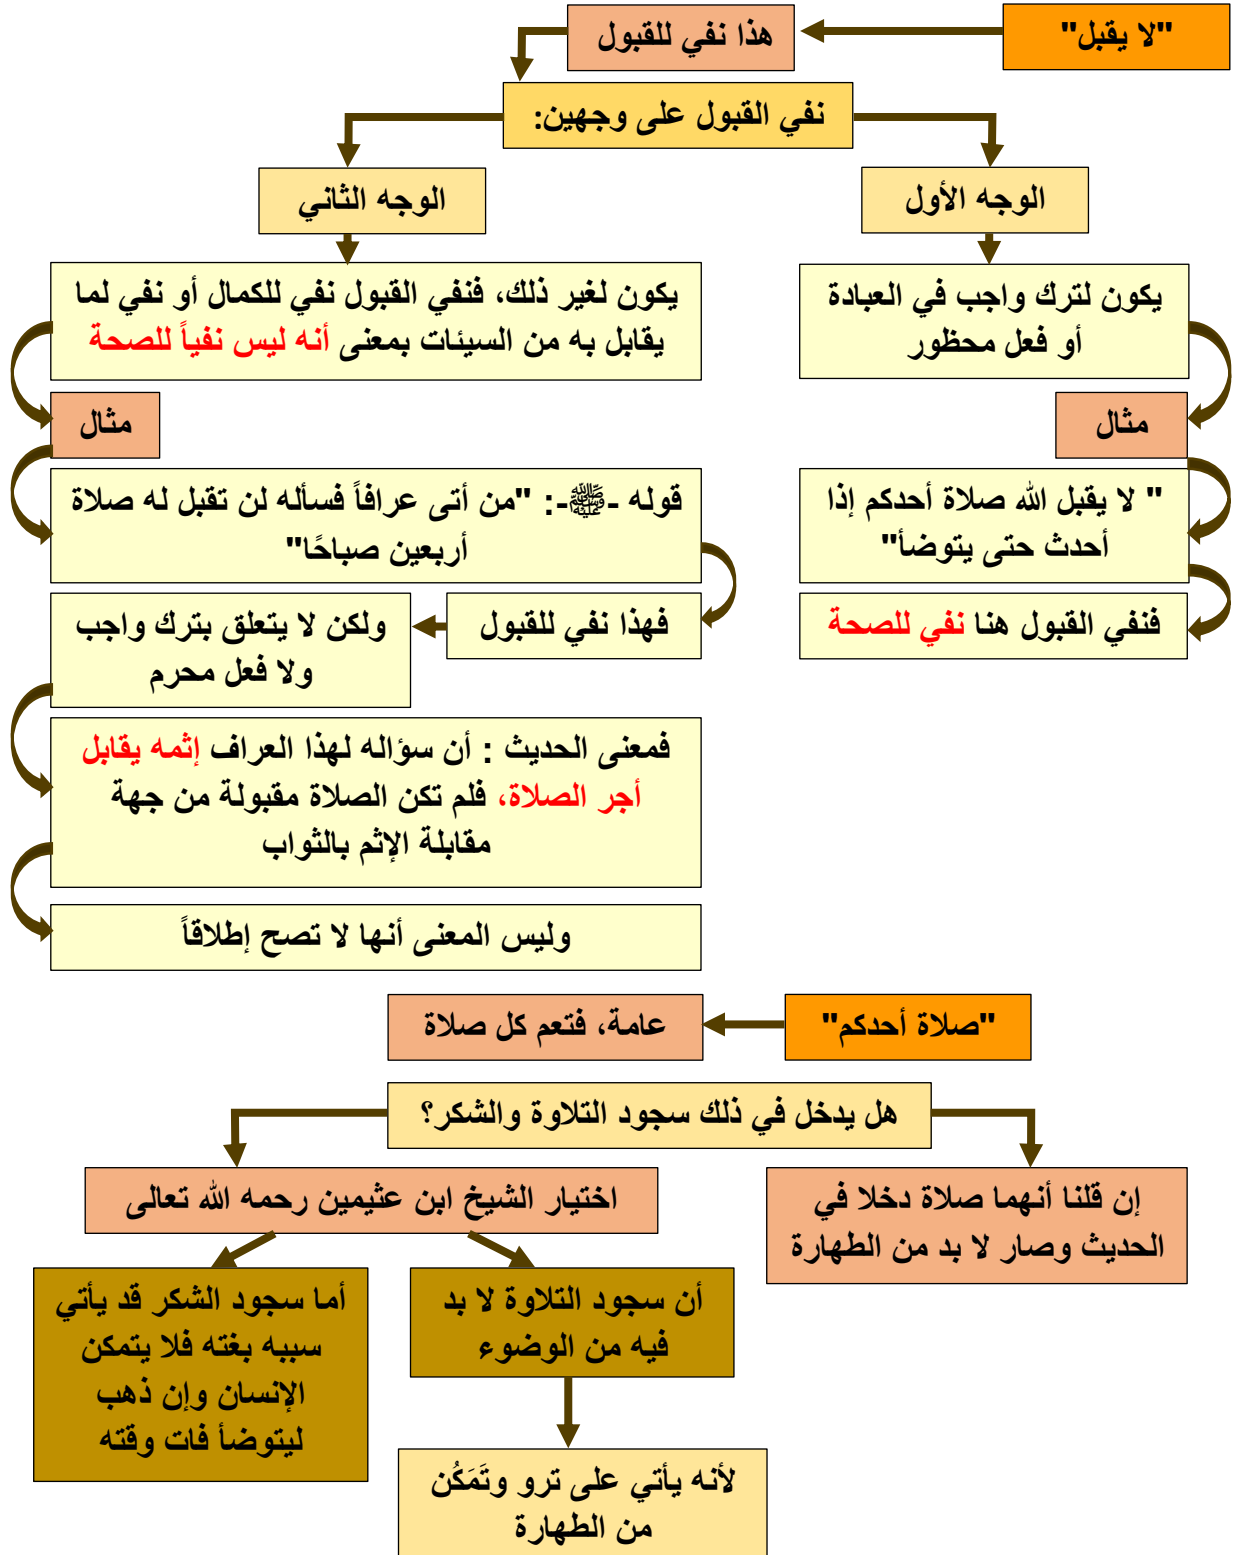 "لا يقبل"
هذا نفي للقبول
نفي القبول على وجهين:
الوجه الأول
يكون لترك واجب في العبادة
أو فعل محظور
مثال
" لا يقبل الله صلاة أحدكم إذا
أحدث حتى يتوضأ"
فنفي القبول هنا نفي للصحة
الوجه الثاني
يكون لغير ذلك، فنفي القبول نفي للكمال أو نفي لما
يقابل به من السيئات بمعنى أنه ليس نفياً للصحة
مثال
قوله -ﷺ-: "من أتى عرافاً فسأله لن تقبل له صلاة
أربعين صباحًا"
فهذا نفي للقبول
ولكن لا يتعلق بترك واجب
ولا فعل محرم
فمعنى الحديث : أن سؤاله لهذا العراف إثمه يقابل
أجر الصلاة، فلم تكن الصلاة مقبولة من جهة
مقابلة الإثم بالثواب
وليس المعنى أنها لا تصح إطلاقاً
"صلاة أحدكم"
عامة، فتعم كل صلاة
هل يدخل في ذلك سجود التلاوة والشكر؟
إن قلنا أنهما صلاة دخلا في
الحديث وصار لا بد من الطهارة
اختيار الشيخ ابن عثيمين رحمه الله تعالى
أن سجود التلاوة لا بد
فيه من الوضوء
لأنه يأتي على ترو وتَمَكُن
من الطهارة
أما سجود الشكر قد يأتي
سببه بغته فلا يتمكن
الإنسان وإن ذهب
ليتوضأ فات وقته